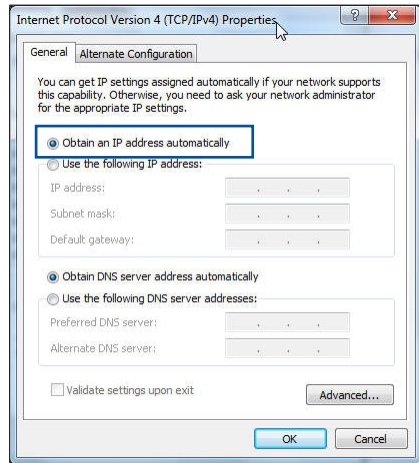 Internet Protocol Version 4 (TCP/IPv4) Properties
?
X
General
Alternate Configuration
You can get IP settings assigned automatically if your network supports
this capability. Otherwise, you need to ask your network administrator
for the appropriate IP settings.
Obtain an IP address automatically
Use the following IP address:
IP address:
Subnet mask:
Default gateway:
Obtain DNS server address automatically
Use the following DNS server addresses:
Preferred DNS server:
Alternate DNS server:
Validate settings upon exit
Advanced...
OK
Cancel